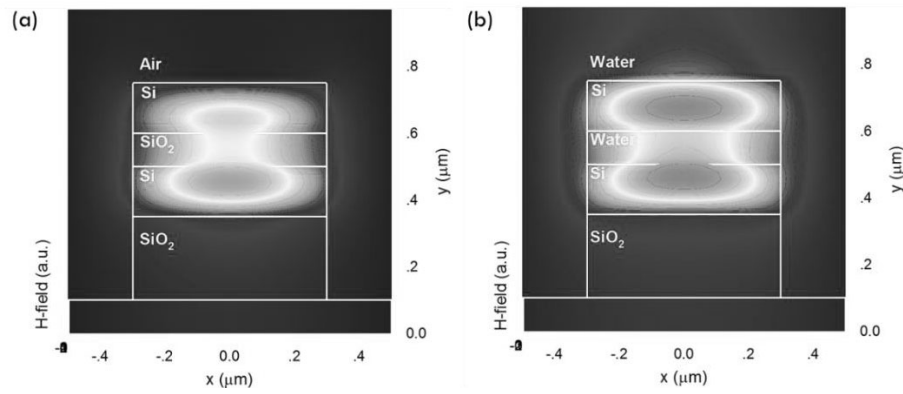 (a)
Air
Si
SiO₂
Si
SiO₂
.8
.6
.4
.2
0.0
y (μm)
H-field (a.u.)
-.4
-.2
0.0
.2
.4
x (μm)
(b)
Water
Si
Water
Si
SiO₂
.8
.6
.4
.2
0.0
y (μm)
H-field (a.u.)
-.4
-.2
0.0
.2
.4
x (μm)